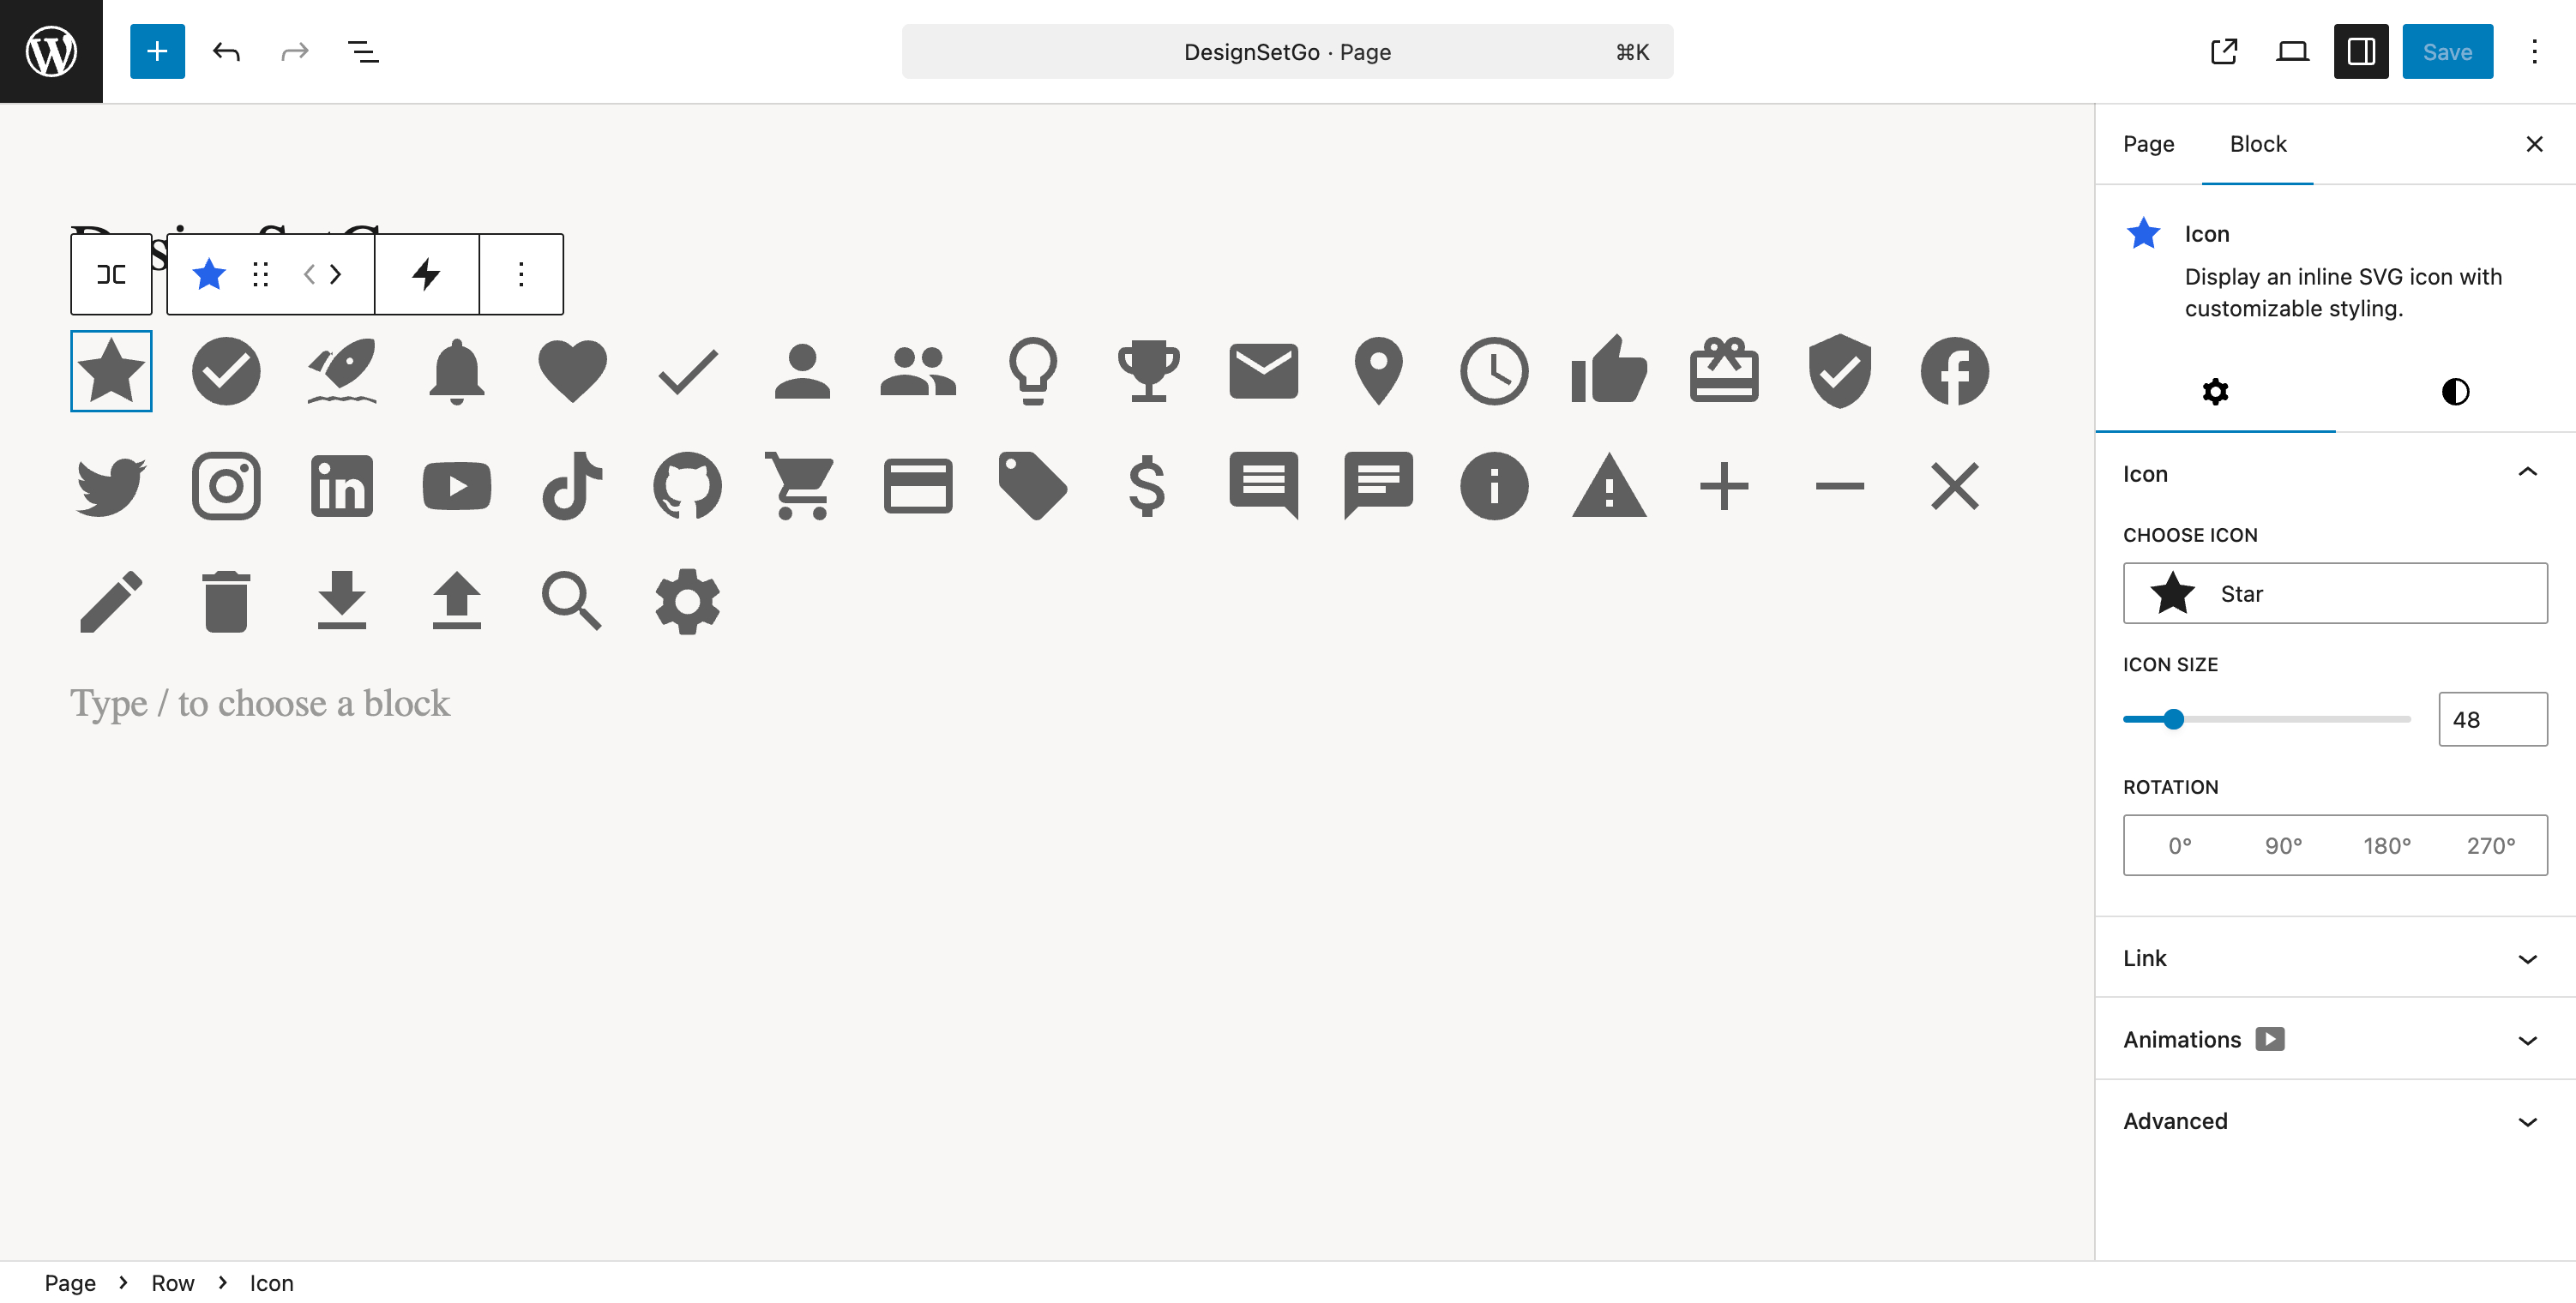 DesignSetGo · Page ⌘K
Save
Page Block
Icon
Display an inline SVG icon with
customizable styling.
Icon
CHOOSE ICON
Star
ICON SIZE
48
ROTATION
0° 90° 180° 270°
Link
Animations
Advanced
Type / to choose a block
Page > Row > Icon